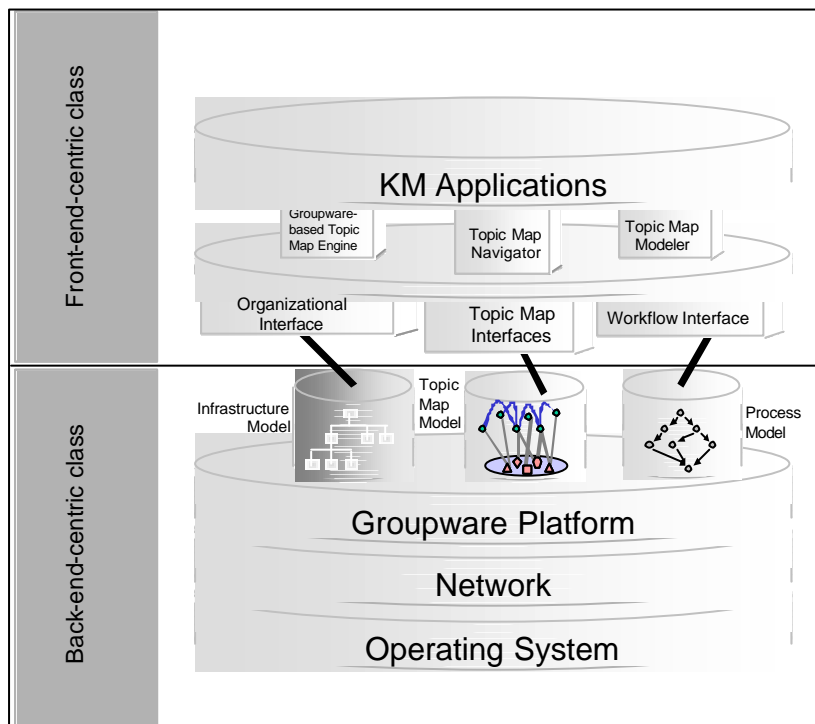 Front-end-centric class
KM Applications
Groupware-
based Topic
Map Engine
Topic Map
Navigator
Topic Map
Modeler
Organizational
Interface
Topic Map
Interfaces
Workflow Interface
Back-end-centric class
Infrastructure
Model
Topic
Map
Model
Process
Model
Groupware Platform
Network
Operating System